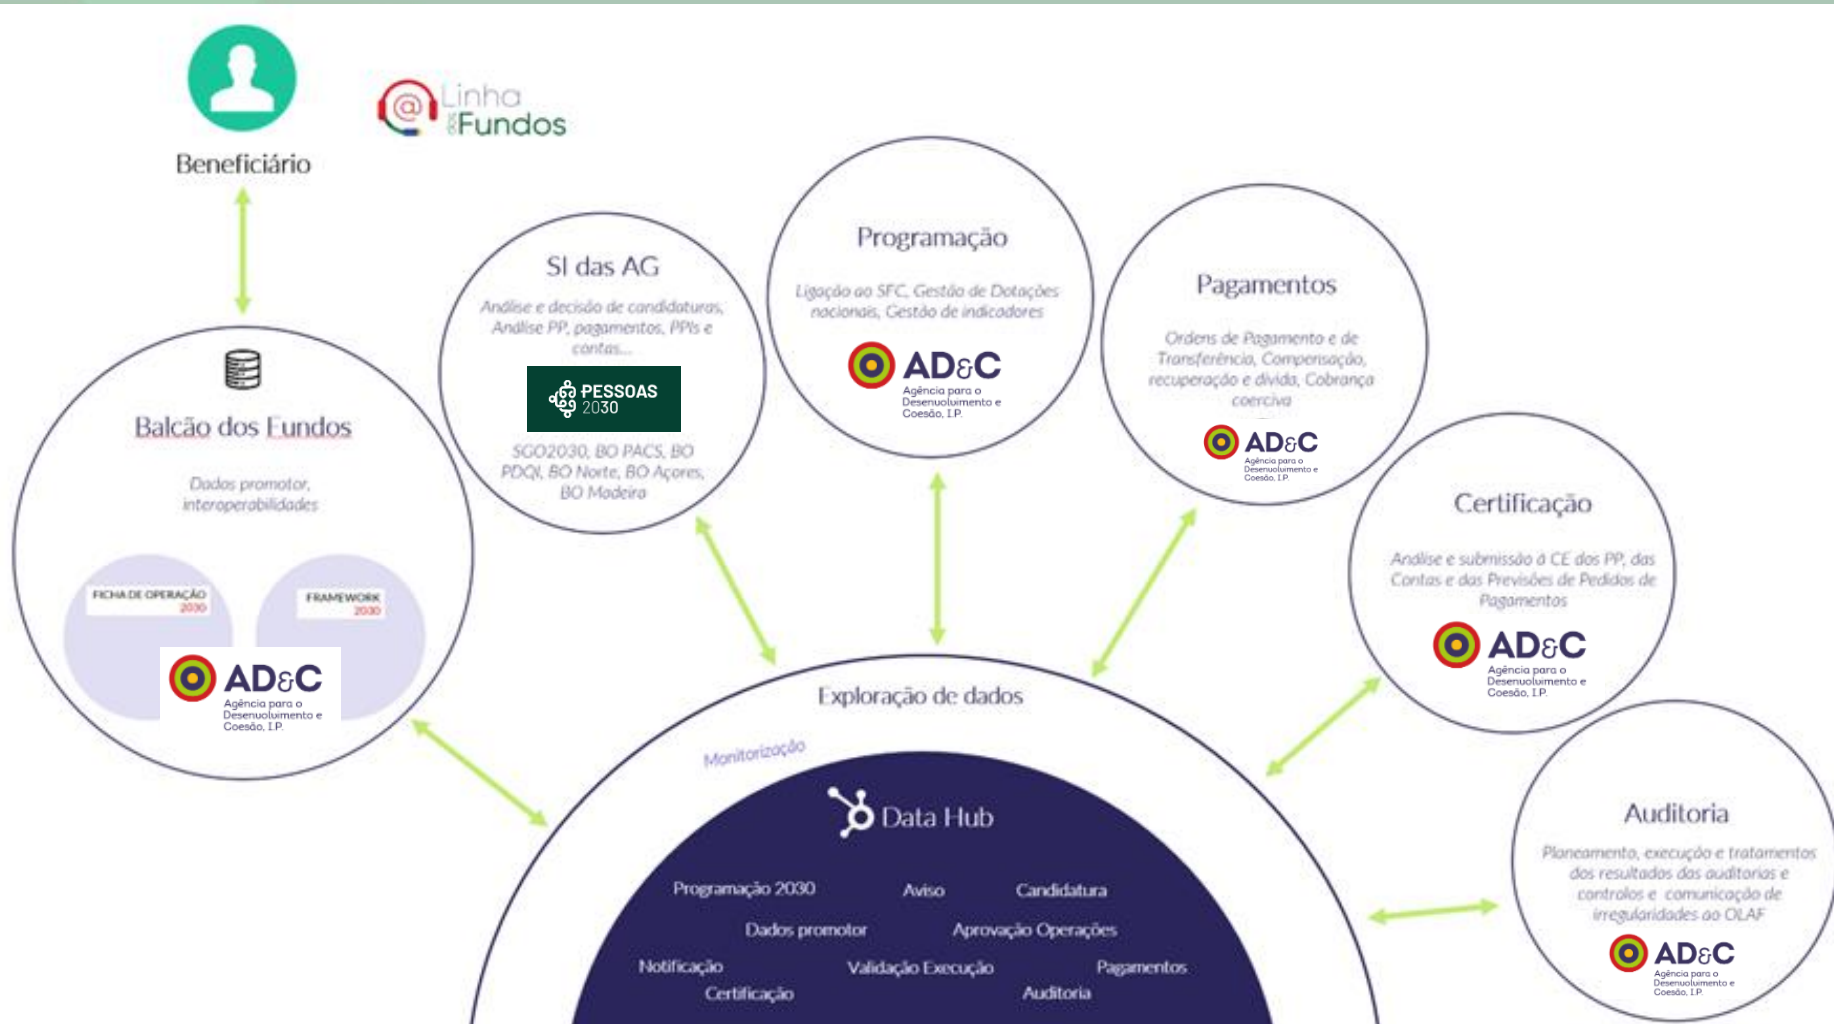 Beneficiário
@ Linha
dos Fundos
Balcão dos Fundos
Dados promotor,
interoperabilidades
FICHA DE OPERAÇÃO
2030
FRAMEWORK
2030
AD&C
Agência para o
Desenvolvimento e
Coesão, I.P.
SI das AG
Análise e decisão de candidaturas,
Análise PP, pagamentos, PPIs e
contas...
PESSOAS
2030
SGO2030, BO PACS, BO
PDQI, BO Norte, BO Açores,
BO Madeira
Programação
Ligação ao SFC, Gestão de Dotações
nacionais, Gestão de indicadores
AD&C
Agência para o
Desenvolvimento e
Coesão, I.P.
Pagamentos
Ordens de Pagamento e de
Transferência, Compensação,
recuperação e dívida, Cobrança
coerciva
AD&C
Agência para o
Desenvolvimento e
Coesão, I.P.
Certificação
Análise e submissão à CE dos PP, das
Contas e das Previsões de Pedidos de
Pagamentos
AD&C
Agência para o
Desenvolvimento e
Coesão, I.P.
Auditoria
Planeamento, execução e tratamentos
dos resultados das auditorias e
controlos e comunicação de
irregularidades ao OLAF
AD&C
Agência para o
Desenvolvimento e
Coesão, I.P.
Exploração de dados
Monitorização
Data Hub
Programação 2030 Aviso Candidatura
Dados promotor Aprovação Operações
Notificação Validação Execução Pagamentos
Certificação Auditoria